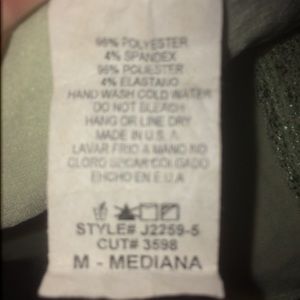 96% POLYESTER
4% SPANDEX
96% POLIESTER
4% ELASTANO
HAND WASH COLD WATER
DO NOT BLEACH
HANG OR LINE DRY
MADE IN U.S.A
LAVAR FRIO A MANO NO
CLORO SECAR COLGADO
EHCHO EN E.U
STYLE# J2259-5
CUT# 3598
M - MEDIANA